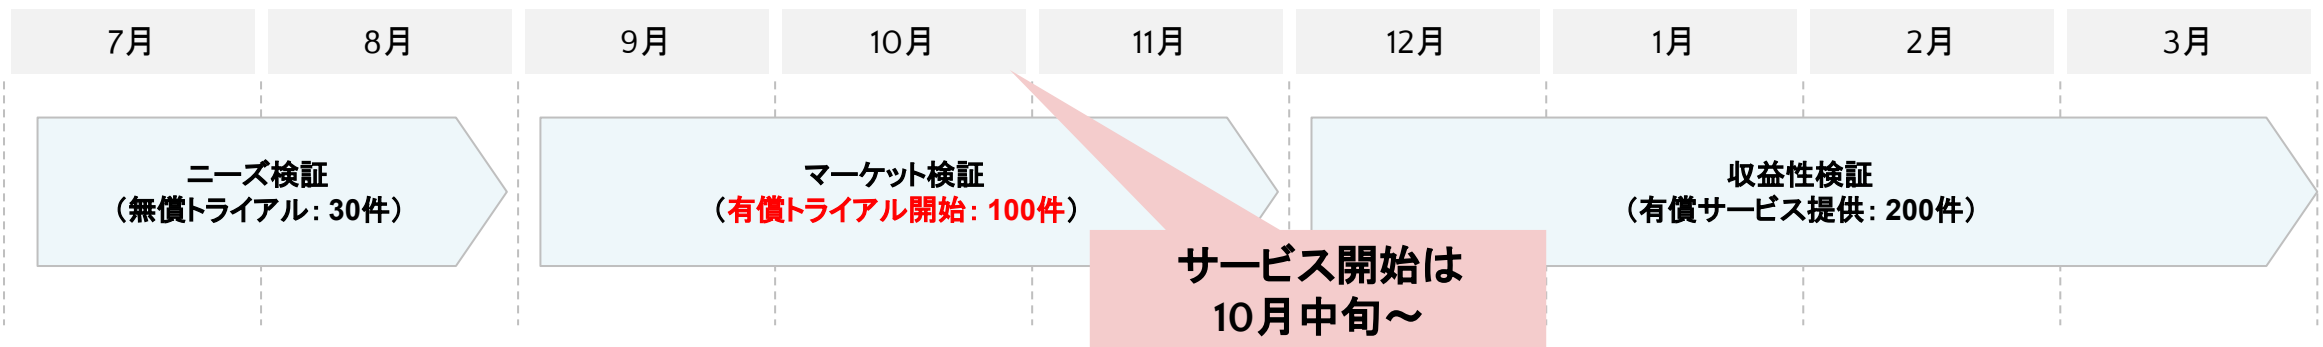 7月
8月
9月
10月
11月
12月
1月
2月
3月
ニーズ検証
（無償トライアル：30件）
マーケット検証
（有償トライアル開始：100件）
収益性検証
（有償サービス提供：200件）
サービス開始は
10月中旬～